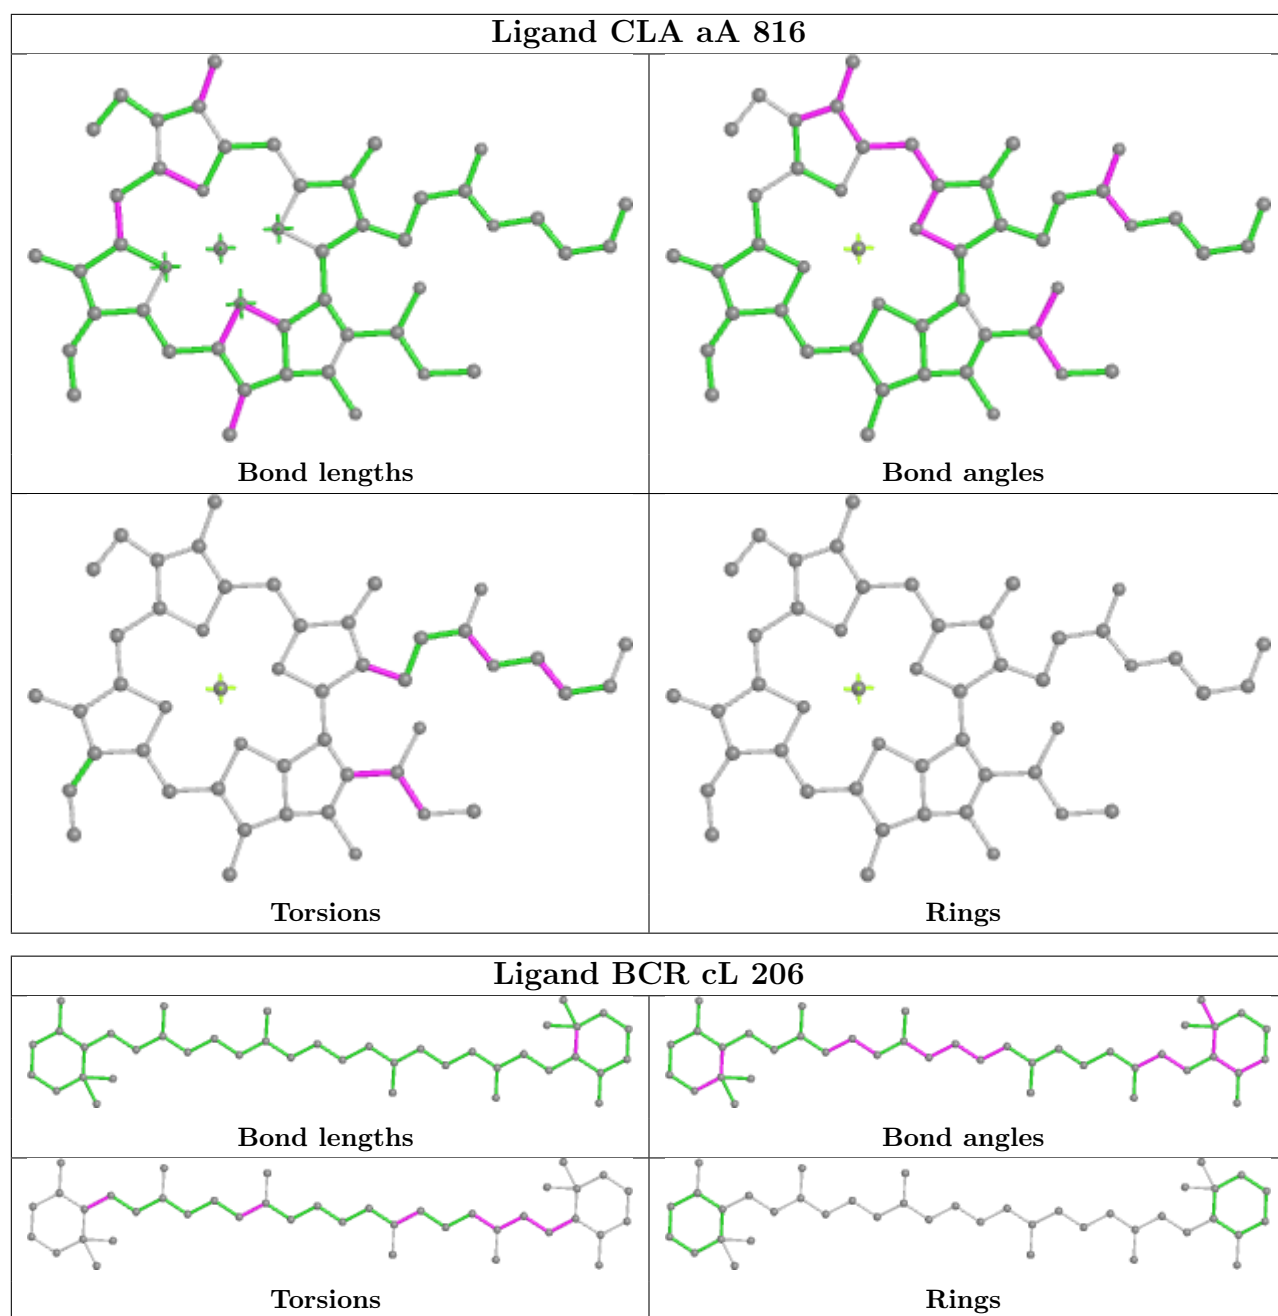 Ligand CLA aA 816
Bond lengths
Bond angles
Torsions
Rings
Ligand BCR cL 206
Bond lengths
Bond angles
Torsions
Rings